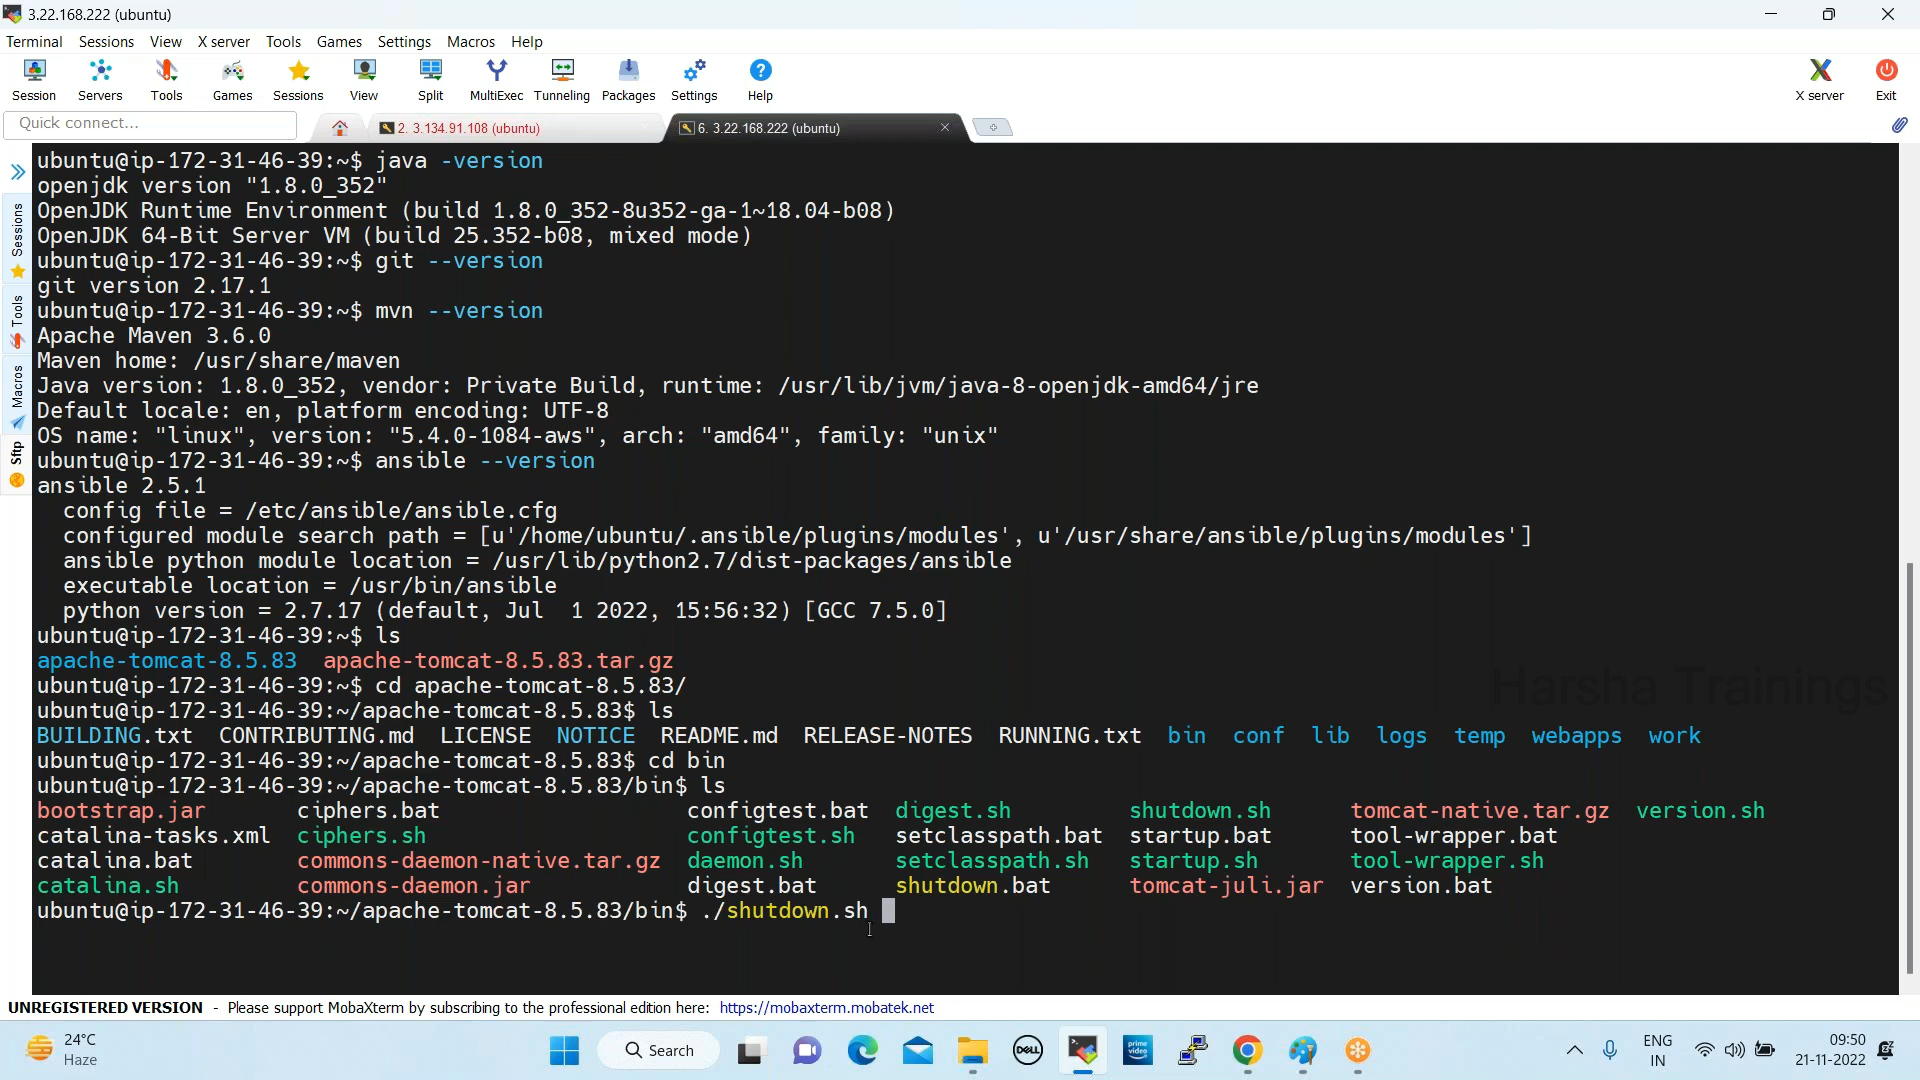 3.22.168.222 (ubuntu)
Terminal Sessions View X server Tools Games Settings Macros Help
Session Servers Tools Games Sessions View Split MultiExec Tunneling Packages Settings Help X server Exit
Quick connect... 2. 3.134.91.108 (ubuntu) 6. 3.22.168.222 (ubuntu)
Sessions
Tools
Macros
Sftp
ubuntu@ip-172-31-46-39:~$ java -version
openjdk version "1.8.0_352"
OpenJDK Runtime Environment (build 1.8.0_352-8u352-ga-1~18.04-b08)
OpenJDK 64-Bit Server VM (build 25.352-b08, mixed mode)
ubuntu@ip-172-31-46-39:~$ git --version
git version 2.17.1
ubuntu@ip-172-31-46-39:~$ mvn --version
Apache Maven 3.6.0
Maven home: /usr/share/maven
Java version: 1.8.0_352, vendor: Private Build, runtime: /usr/lib/jvm/java-8-openjdk-amd64/jre
Default locale: en, platform encoding: UTF-8
OS name: "linux", version: "5.4.0-1084-aws", arch: "amd64", family: "unix"
ubuntu@ip-172-31-46-39:~$ ansible --version
ansible 2.5.1
config file = /etc/ansible/ansible.cfg
configured module search path = [u'/home/ubuntu/.ansible/plugins/modules', u'/usr/share/ansible/plugins/modules']
ansible python module location = /usr/lib/python2.7/dist-packages/ansible
executable location = /usr/bin/ansible
python version = 2.7.17 (default, Jul  1 2022, 15:56:32) [GCC 7.5.0]
ubuntu@ip-172-31-46-39:~$ ls
apache-tomcat-8.5.83  apache-tomcat-8.5.83.tar.gz
ubuntu@ip-172-31-46-39:~$ cd apache-tomcat-8.5.83/
ubuntu@ip-172-31-46-39:~/apache-tomcat-8.5.83$ ls
BUILDING.txt  CONTRIBUTING.md  LICENSE  NOTICE  README.md  RELEASE-NOTES  RUNNING.txt  bin  conf  lib  logs  temp  webapps  work
ubuntu@ip-172-31-46-39:~/apache-tomcat-8.5.83$ cd bin
ubuntu@ip-172-31-46-39:~/apache-tomcat-8.5.83/bin$ ls
bootstrap.jar  ciphers.bat  configtest.bat  digest.sh  shutdown.sh  tomcat-native.tar.gz  version.sh
catalina-tasks.xml  ciphers.sh  configtest.sh  setclasspath.bat  startup.bat  tool-wrapper.bat
catalina.bat  commons-daemon-native.tar.gz  daemon.sh  setclasspath.sh  startup.sh  tool-wrapper.sh
catalina.sh  commons-daemon.jar  digest.bat  shutdown.bat  tomcat-juli.jar  version.bat
ubuntu@ip-172-31-46-39:~/apache-tomcat-8.5.83/bin$ ./shutdown.sh
Harsha Trainings
UNREGISTERED VERSION - Please support MobaXterm by subscribing to the professional edition here: https://mobaxterm.mobatek.net
24°C
Haze
Search
DELL
prime video
ENG
IN
09:50
21-11-2022